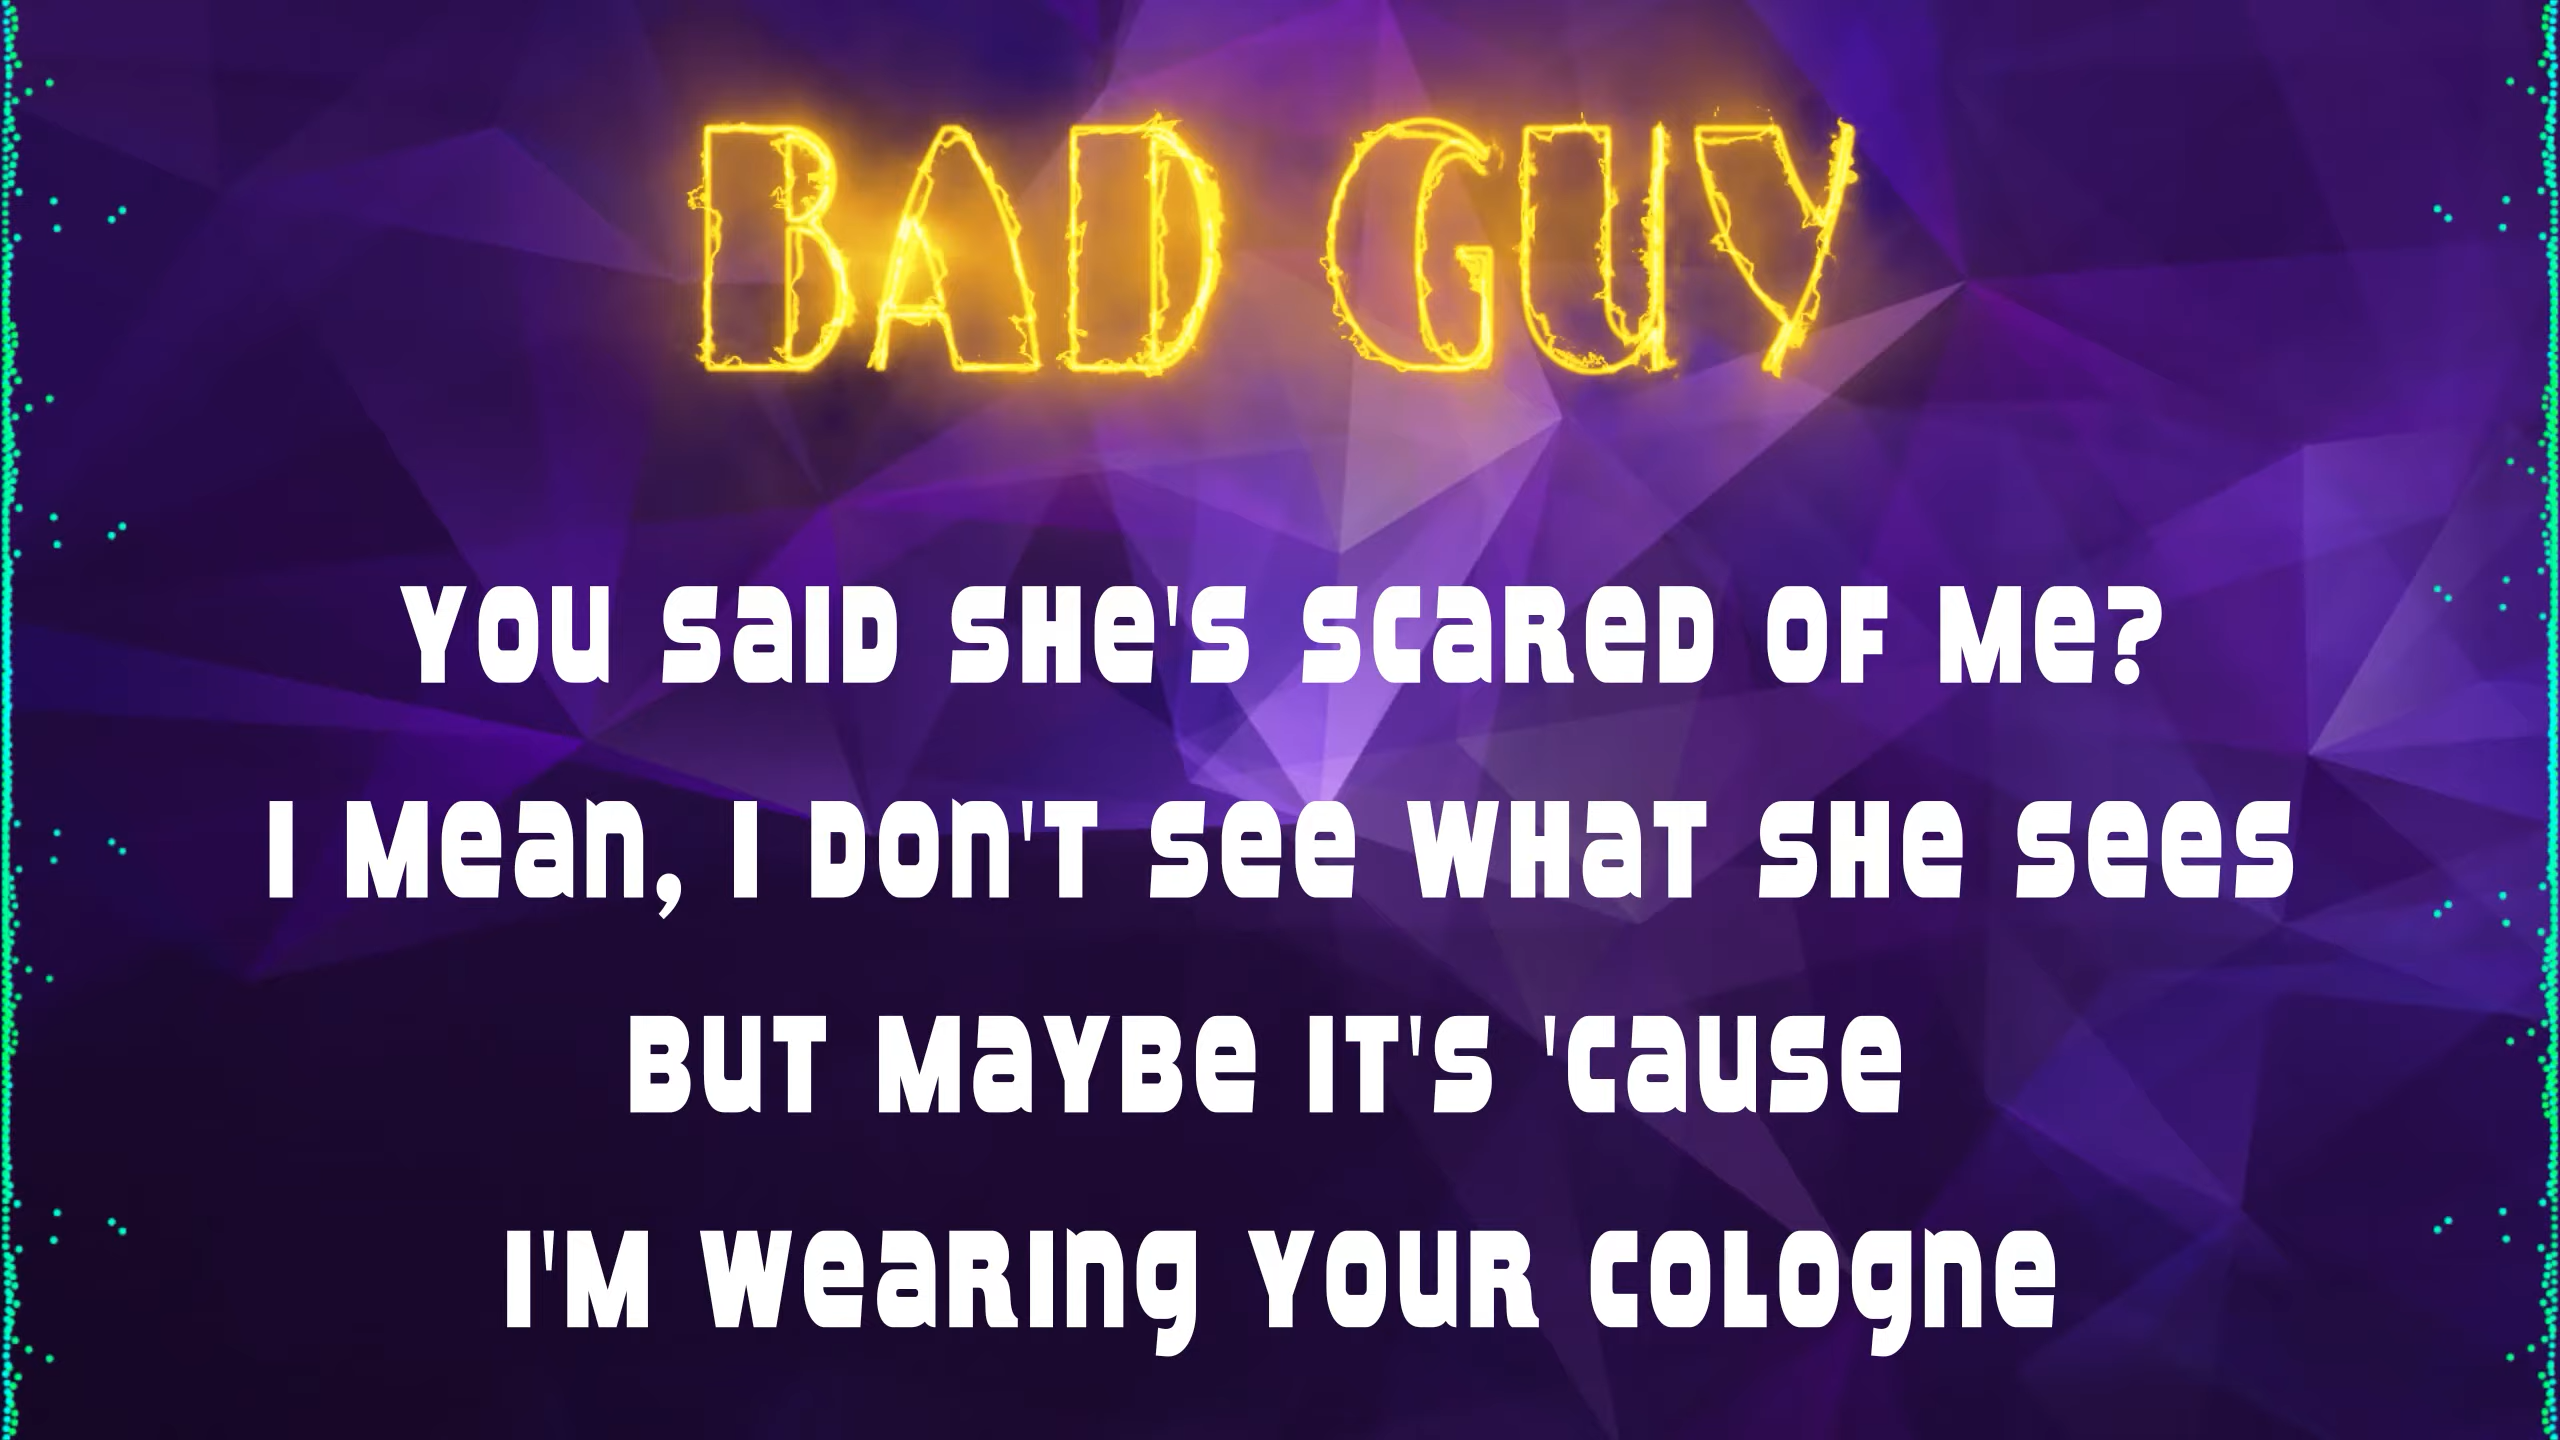 BAD GUY
YOU SAID SHE'S SCARED OF ME?
I MEAN, I DON'T SEE WHAT SHE SEES
BUT MAYBE IT'S 'CAUSE
I'M WEARING YOUR COLOGNE